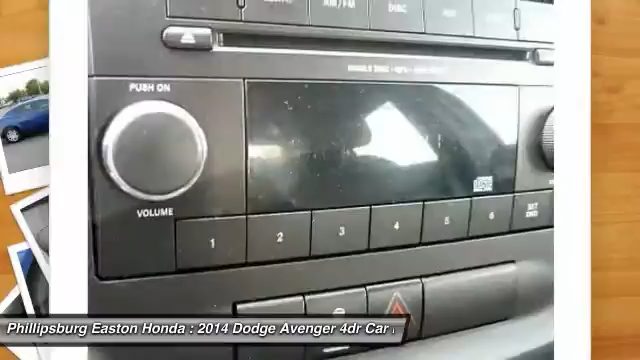 AM/FM
DISC
PUSH ON
VOLUME
1 2 3 4 5 6 SET
Phillipsburg Easton Honda : 2014 Dodge Avenger 4dr Car